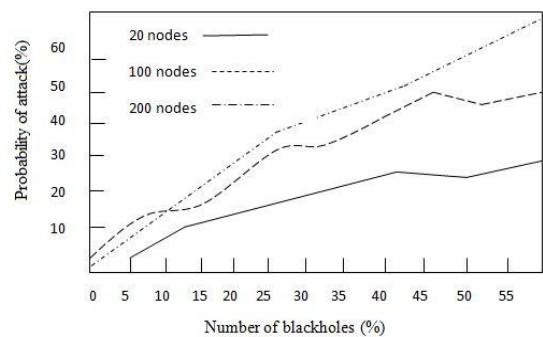 20 nodes
100 nodes
200 nodes
Probability of attack(%)
60
50
40
30
20
10
0 5 10 15 20 25 30 35 40 45 50 55
Number of blackholes (%)